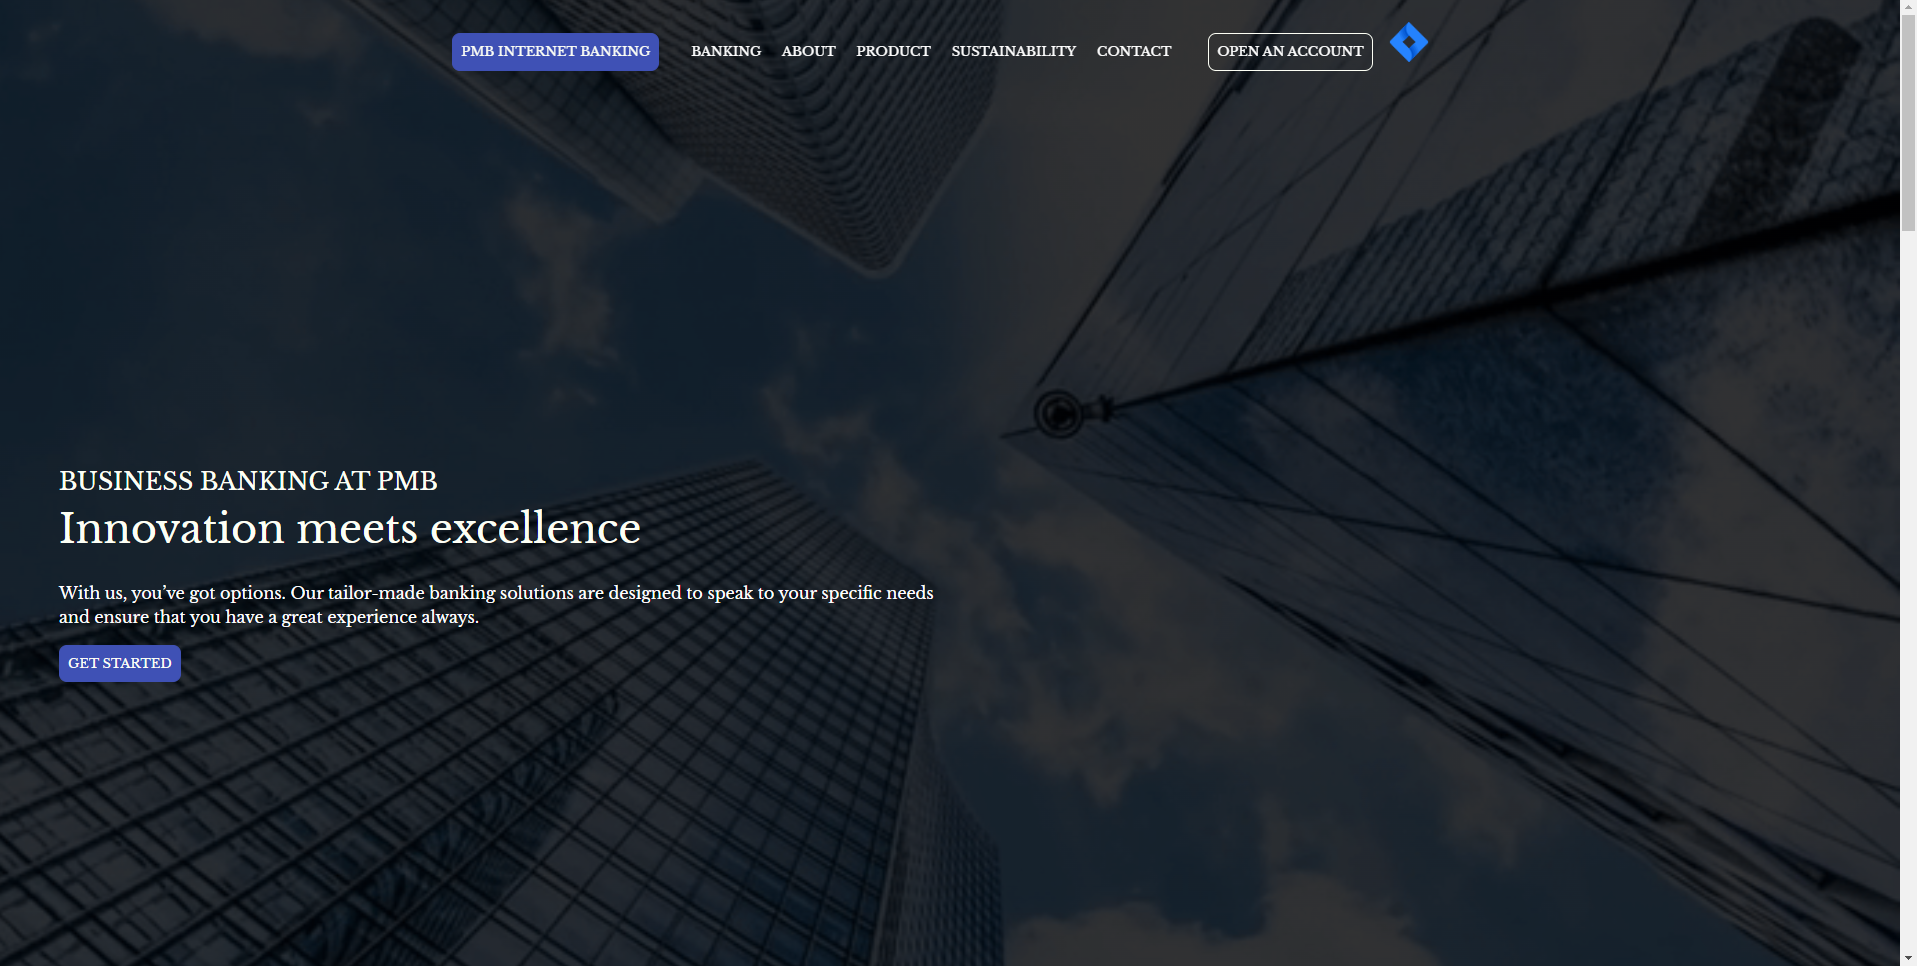 PMB INTERNET BANKING
BANKING
ABOUT
PRODUCT
SUSTAINABILITY
CONTACT
OPEN AN ACCOUNT
BUSINESS BANKING AT PMB
Innovation meets excellence
With us, you’ve got options. Our tailor-made banking solutions are designed to speak to your specific needs
and ensure that you have a great experience always.
GET STARTED